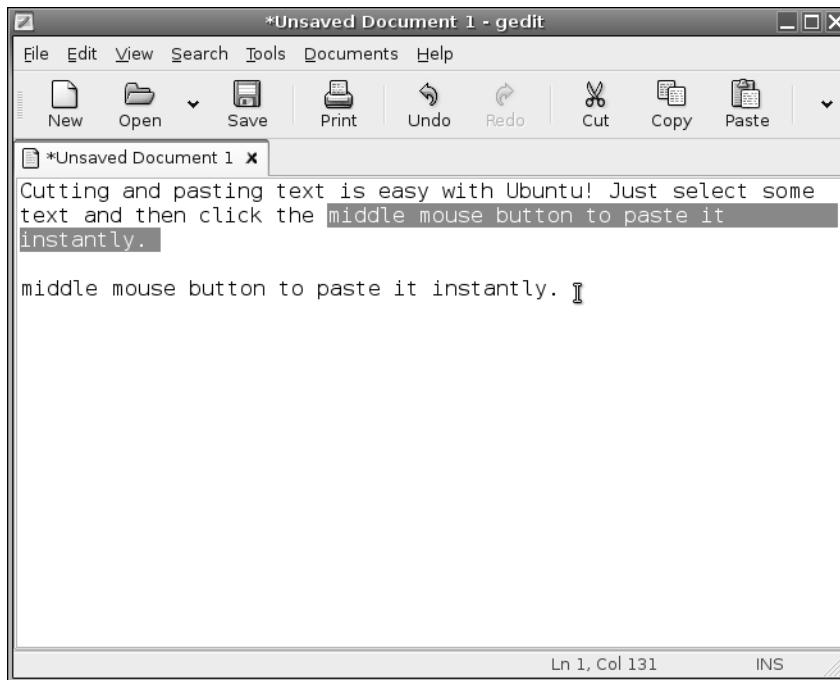 *Unsaved Document 1 - gedit
File Edit View Search Tools Documents Help
New Open Save Print Undo Redo Cut Copy Paste
*Unsaved Document 1
Cutting and pasting text is easy with Ubuntu! Just select some
text and then click the middle mouse button to paste it
instantly.
middle mouse button to paste it instantly.
Ln 1, Col 131 INS